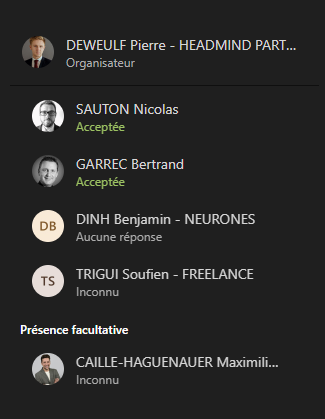 DEWEULF Pierre - HEADMIND PART...
Organisateur
SAUTON Nicolas
Acceptée
GARREC Bertrand
Acceptée
DB
DINH Benjamin - NEURONES
Aucune réponse
TS
TRIGUI Soufien - FREELANCE
Inconnu
Présence facultative
CAILLE-HAGUENAUER Maximili...
Inconnu